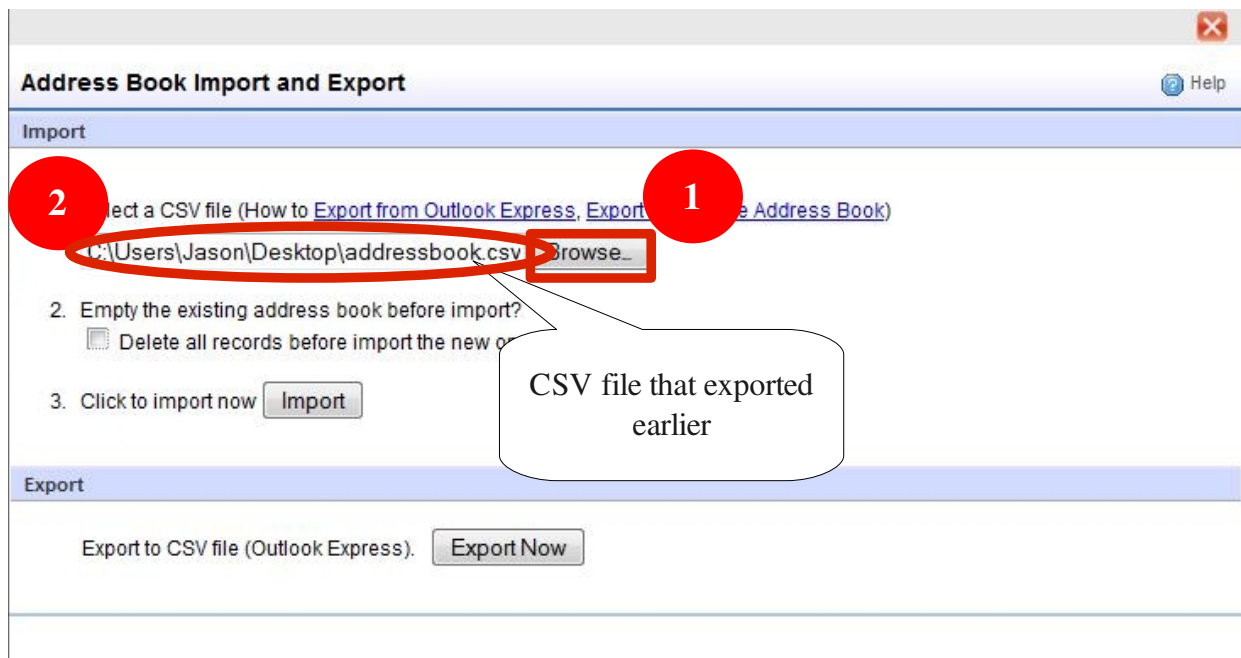 Address Book Import and Export
Help
Import
2
1
lect a CSV file (How to Export from Outlook Express, Export e Address Book)
C:\Users\Jason\Desktop\addressbook.csv Browse...
2. Empty the existing address book before import?
Delete all records before import the new
CSV file that exported
earlier
3. Click to import now Import
Export
Export to CSV file (Outlook Express). Export Now